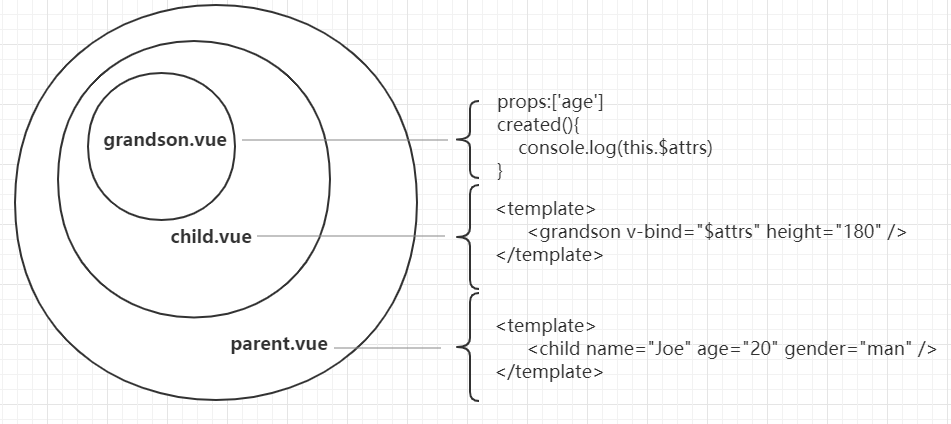 grandson.vue
props:['age']
created(){
console.log(this.$attrs)
}
child.vue
<template>
<grandson v-bind="$attrs" height="180" />
</template>
parent.vue
<template>
<child name="Joe" age="20" gender="man" />
</template>